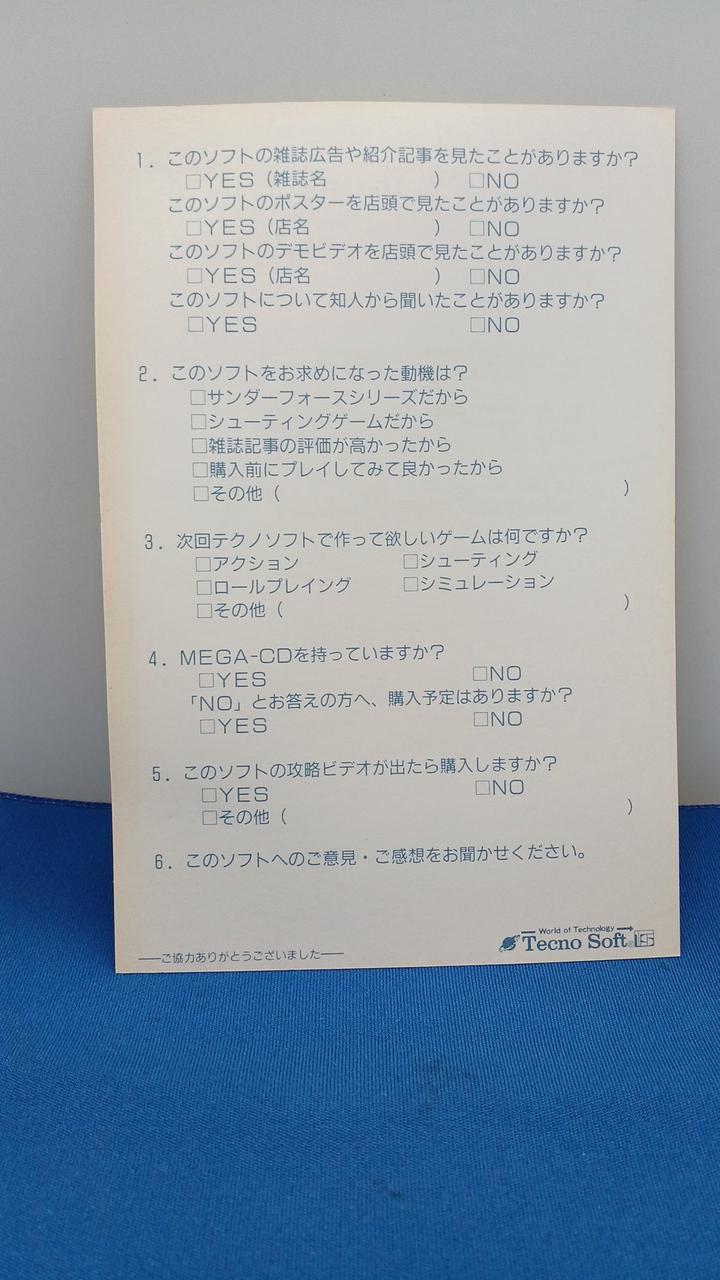 1. このソフトの雑誌広告や紹介記事を見たことがありますか?
□YES（雑誌名　　　　　　　） □NO
このソフトのポスターを店頭で見たことがありますか?
□YES（店名　　　　　　　　） □NO
このソフトのデモビデオを店頭で見たことがありますか?
□YES（店名　　　　　　　　） □NO
このソフトについて知人から聞いたことがありますか?
□YES □NO
2. このソフトをお求めになった動機は?
□サンダーフォースシリーズだから
□シューティングゲームだから
□雑誌記事の評価が高かったから
□購入前にプレイしてみて良かったから
□その他（　　　　　　　　　　　　　　）
3. 次回テクノソフトで作って欲しいゲームは何ですか?
□アクション □シューティング
□ロールプレイング □シミュレーション
□その他（　　　　　　　　　　　　　　）
4. MEGA-CDを持っていますか?
□YES □NO
「NO」とお答えの方へ、購入予定はありますか?
□YES □NO
5. このソフトの攻略ビデオが出たら購入しますか?
□YES □NO
□その他（　　　　　　　　　　　　　　）
6. このソフトへのご意見・ご感想をお聞かせください。
World of Technology
Tecno Soft®
――ご協力ありがとうございました――